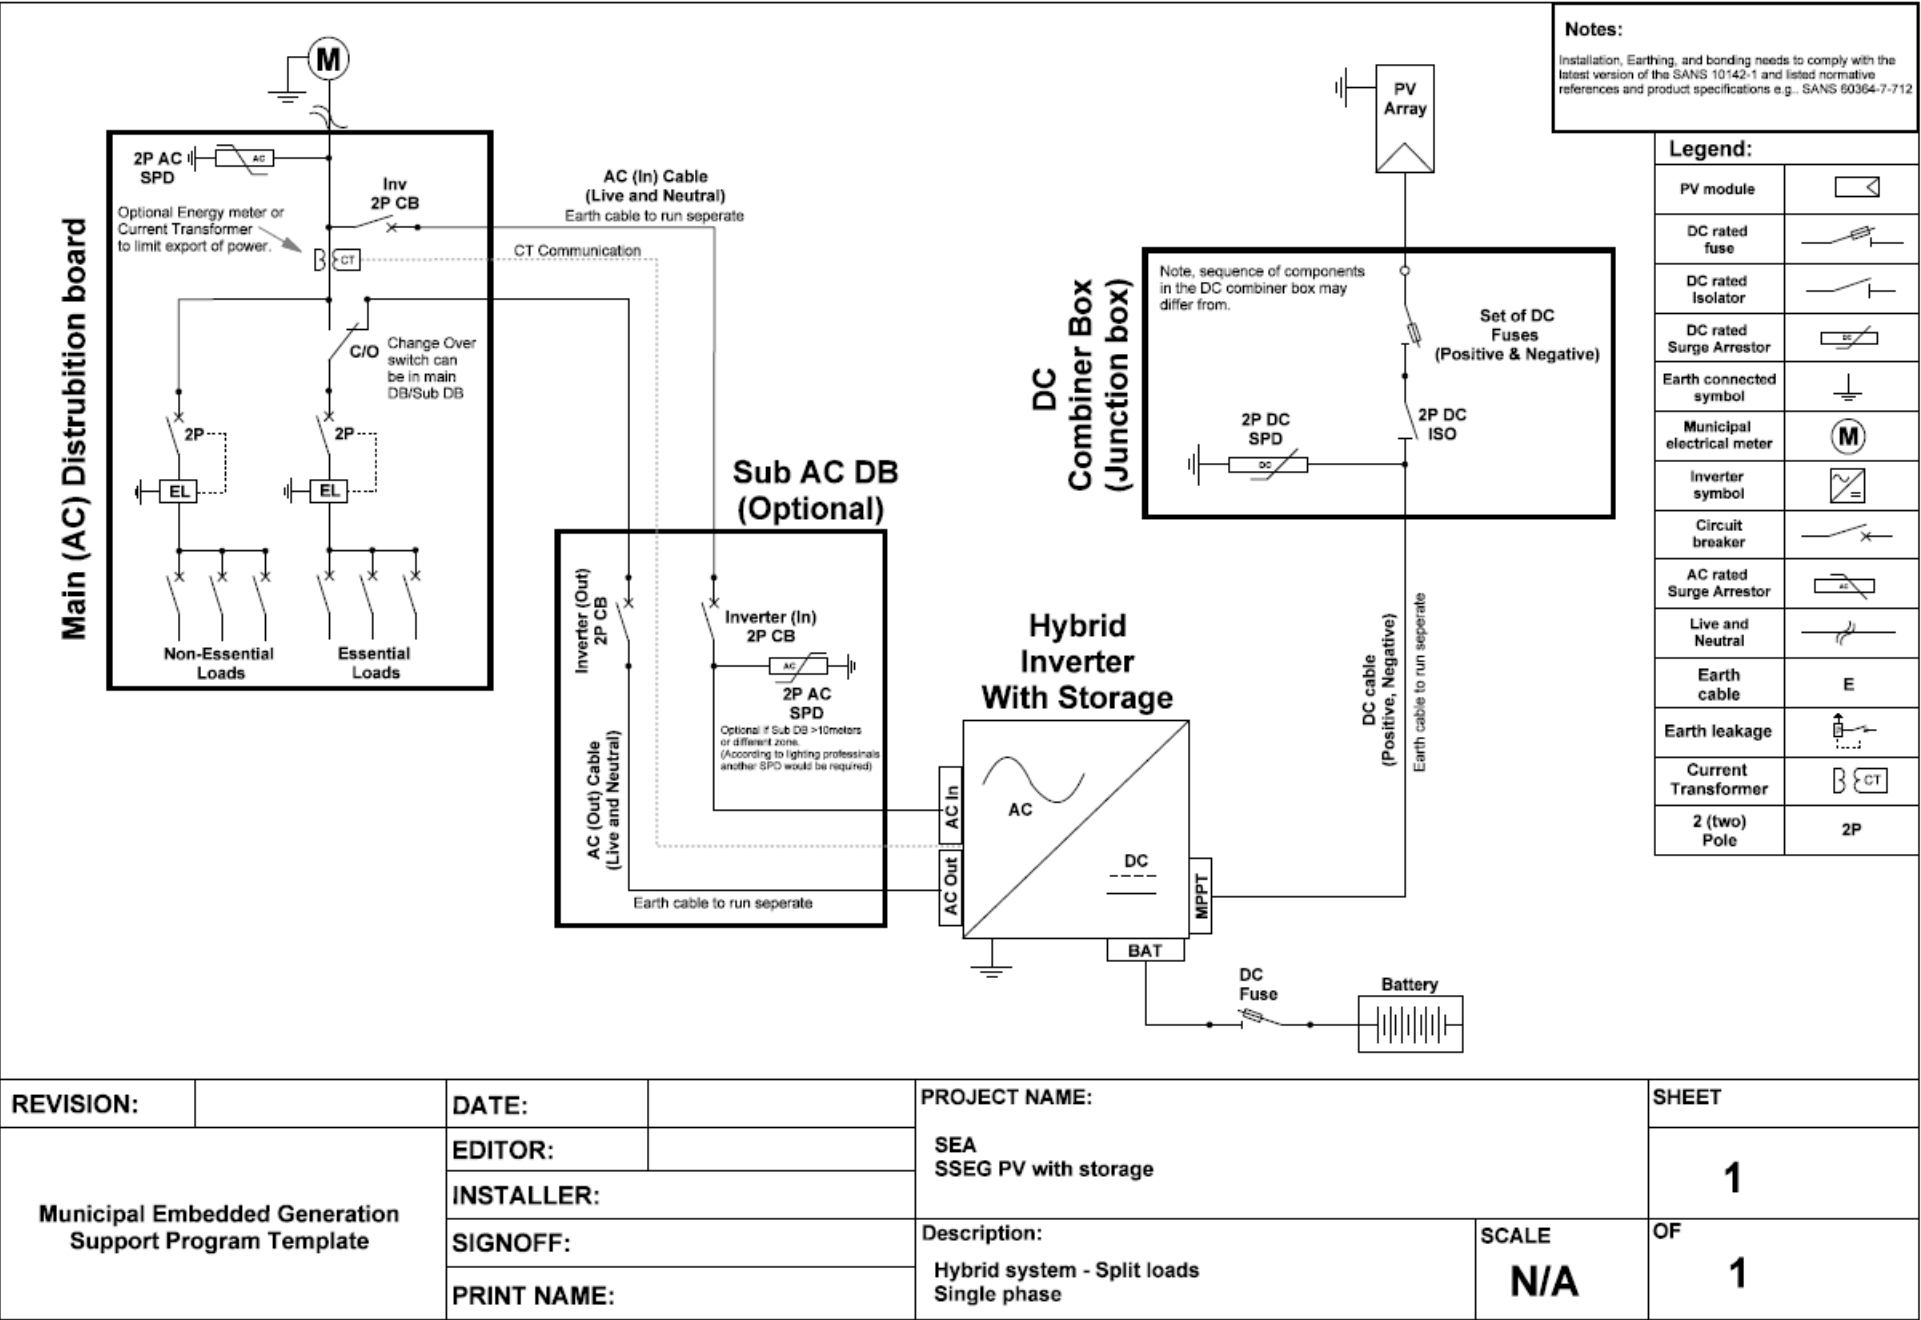 M
2P AC
SPD
AC
Inv
2P CB
Optional Energy meter or
Current Transformer
to limit export of power.
CT
AC (In) Cable
(Live and Neutral)
Earth cable to run seperate
CT Communication
Main (AC) Distrubition board
C/O
Change Over
switch can
be in main
DB/Sub DB
2P
2P
EL
EL
Non-Essential
Loads
Essential
Loads
Sub AC DB
(Optional)
Inverter (Out)
2P CB
Inverter (In)
2P CB
AC
2P AC
SPD
Optional if Sub DB >10meters
or different zone.
(According to lighting professinals
another SPD would be required)
AC (Out) Cable
(Live and Neutral)
Earth cable to run seperate
PV
Array
DC
Combiner Box
(Junction box)
Note, sequence of components
in the DC combiner box may
differ from.
Set of DC
Fuses
(Positive & Negative)
2P DC
ISO
2P DC
SPD
DC
DC cable
(Positive, Negative)
Earth cable to run seperate
Hybrid
Inverter
With Storage
AC In
AC Out
AC
DC
MPPT
BAT
DC
Fuse
Battery
Notes:
Installation, Earthing, and bonding needs to comply with the
latest version of the SANS 10142-1 and listed normative
references and product specifications e.g.. SANS 60364-7-712
Legend:
PV module
DC rated
fuse
DC rated
Isolator
DC rated
Surge Arrestor
DC
Earth connected
symbol
Municipal
electrical meter
M
Inverter
symbol
Circuit
breaker
AC rated
Surge Arrestor
AC
Live and
Neutral
Earth
cable
E
Earth leakage
Current
Transformer
CT
2 (two)
Pole
2P
REVISION:
Municipal Embedded Generation
Support Program Template
DATE:
EDITOR:
INSTALLER:
SIGNOFF:
PRINT NAME:
PROJECT NAME:
SEA
SSEG PV with storage
Description:
Hybrid system - Split loads
Single phase
SCALE
N/A
SHEET
1
OF
1